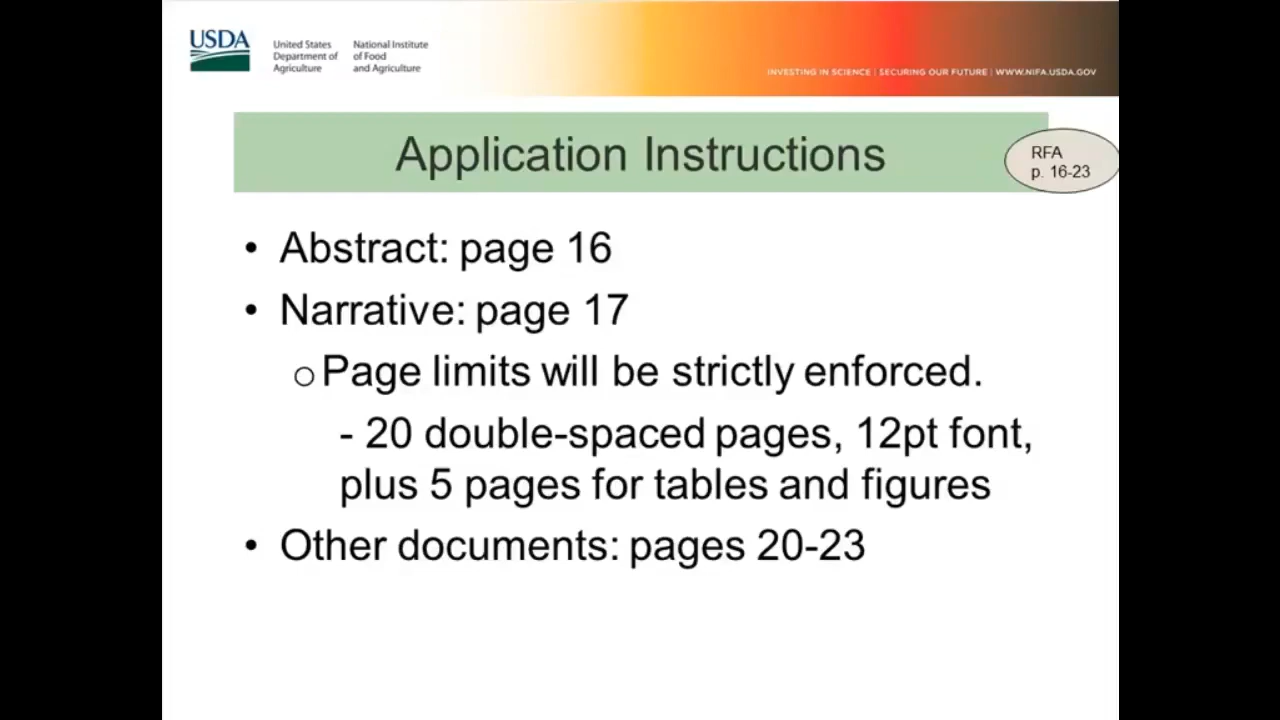 USDA
United States
Department of
Agriculture
National Institute
of Food
and Agriculture
INVESTING IN SCIENCE | SECURING OUR FUTURE | WWW.NIFA.USDA.GOV
Application Instructions
RFA
p. 16-23
• Abstract: page 16
• Narrative: page 17
o Page limits will be strictly enforced.
- 20 double-spaced pages, 12pt font,
plus 5 pages for tables and figures
• Other documents: pages 20-23